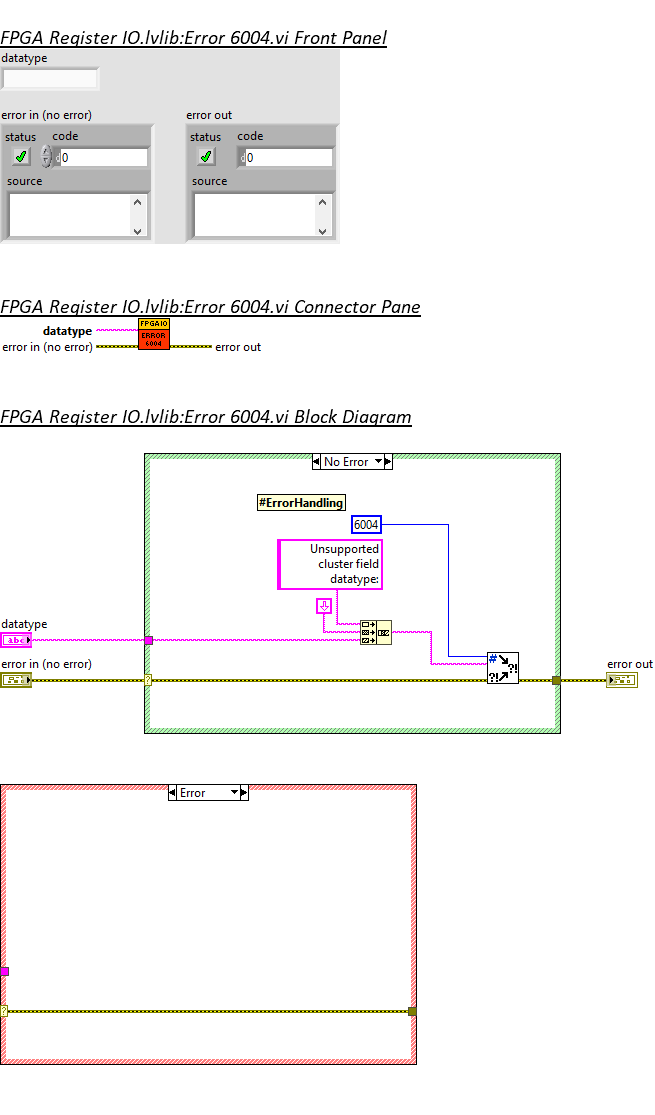 FPGA Register IO.lvlib:Error 6004.vi Front Panel
datatype
error in (no error)
error out
status code
status code
0
0
source
source
FPGA Register IO.lvlib:Error 6004.vi Connector Pane
datatype
FPGAIO
ERROR
6004
error in (no error)
error out
FPGA Register IO.lvlib:Error 6004.vi Block Diagram
No Error
#ErrorHandling
6004
Unsupported
cluster field
datatype:
datatype
abc
error in (no error)
?
#
?!
?!
error out
Error
?